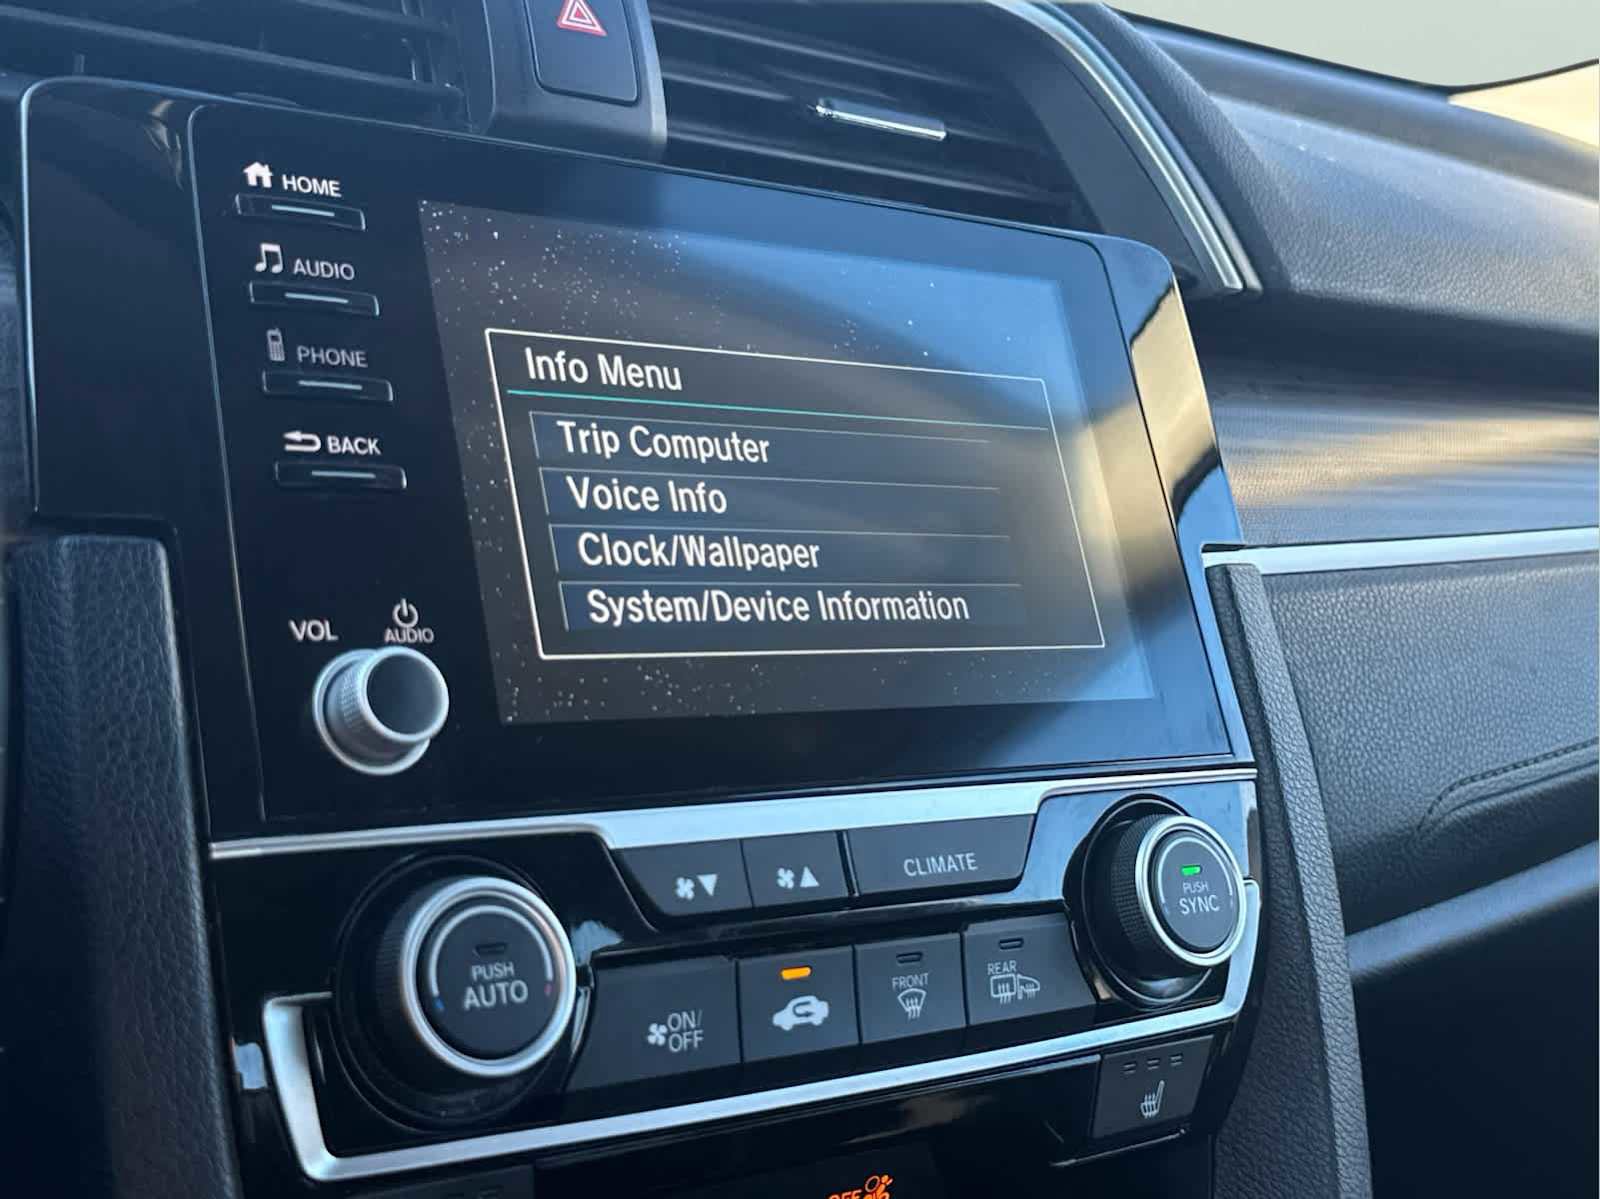 HOME
AUDIO
PHONE
BACK
VOL
AUDIO
Info Menu
Trip Computer
Voice Info
Clock/Wallpaper
System/Device Information
CLIMATE
PUSH
AUTO
ON/
OFF
FRONT
REAR
PUSH
SYNC
OFF